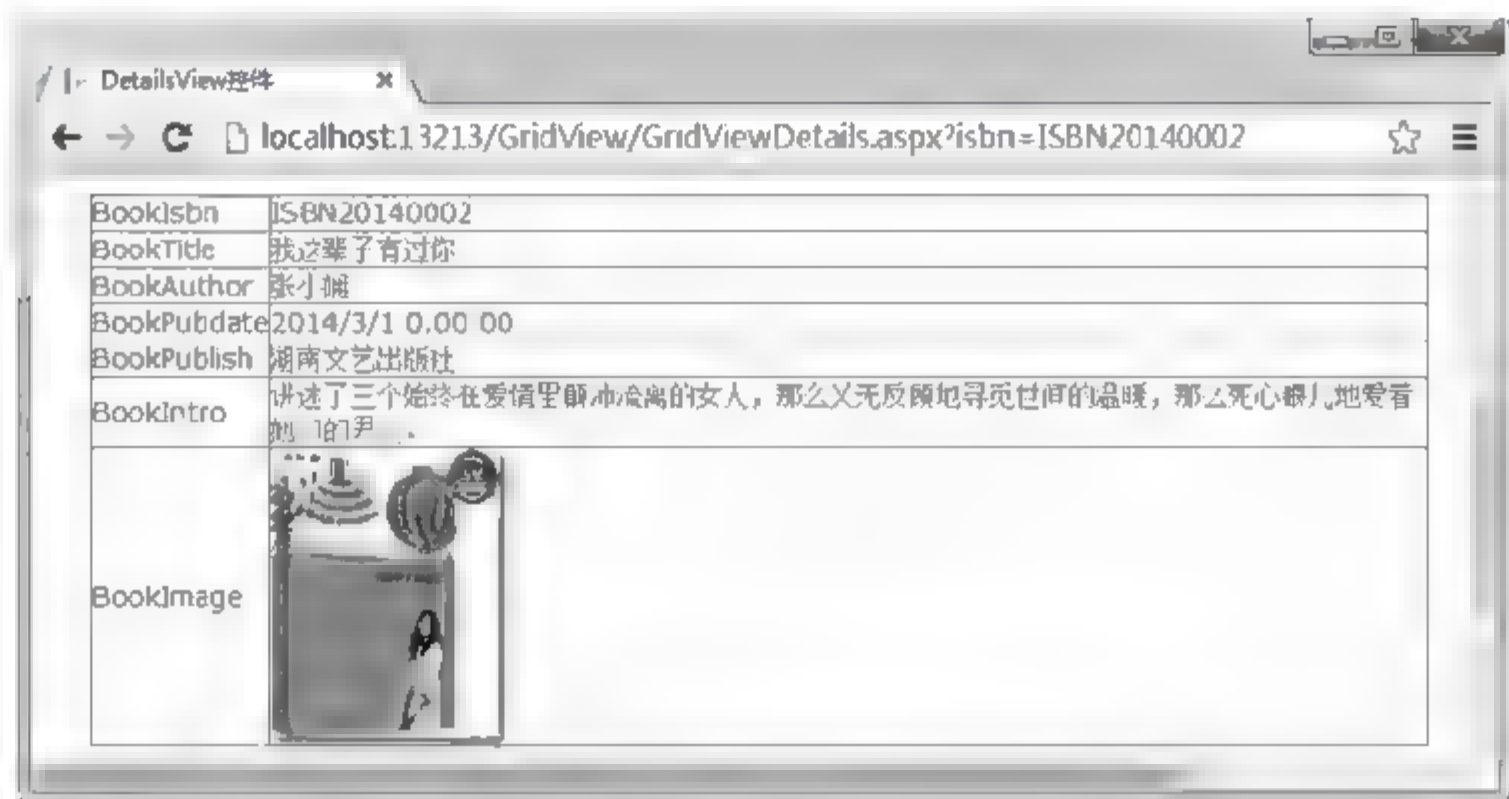 DetailsView控件
localhost:13213/GridView/GridViewDetails.aspx?isbn=ISBN20140002
BookIsbn ISBN20140002
BookTitle 我这辈子有过你
BookAuthor 张小娴
BookPubdate 2014/3/1 0:00:00
BookPublish 湖南文艺出版社
BookIntro 讲述了三个始终在爱情里颠沛流离的女人，那么义无反顾地寻觅世间的温暖，那么死心眼儿地爱着
BookImage